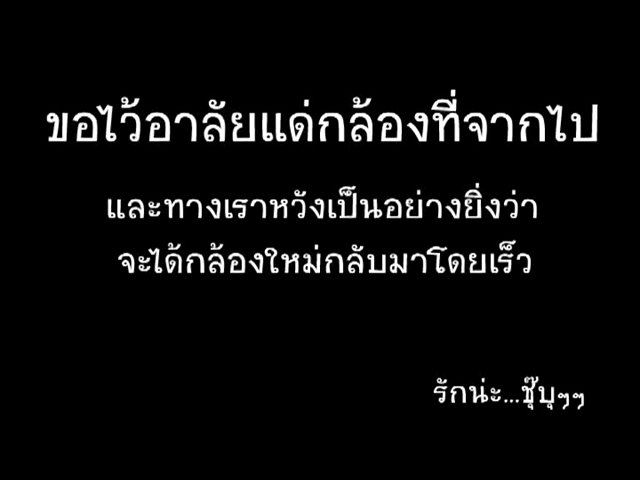 ขอไว้อาลัยแด่กล้องที่จากไป
และทางเราหวังเป็นอย่างยิ่งว่า
จะได้กล้องใหม่กลับมาโดยเร็ว
รักน่ะ...ชุ๊บุๆๆ